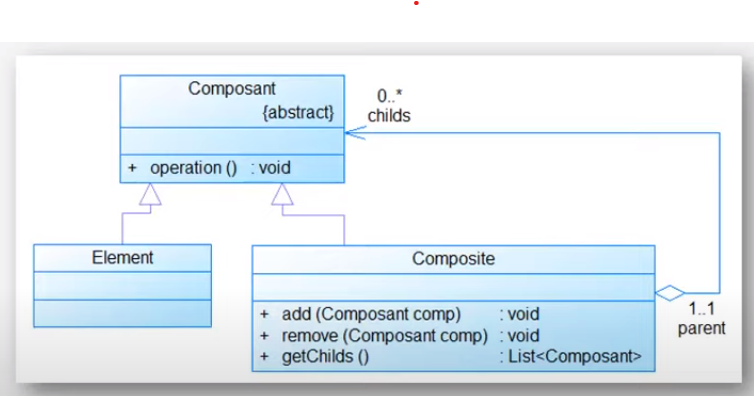 Composant
{abstract}
+ operation () : void
0..*
childs
Element
Composite
+ add (Composant comp) : void
+ remove (Composant comp) : void
+ getChilds () : List<Composant>
1..1
parent